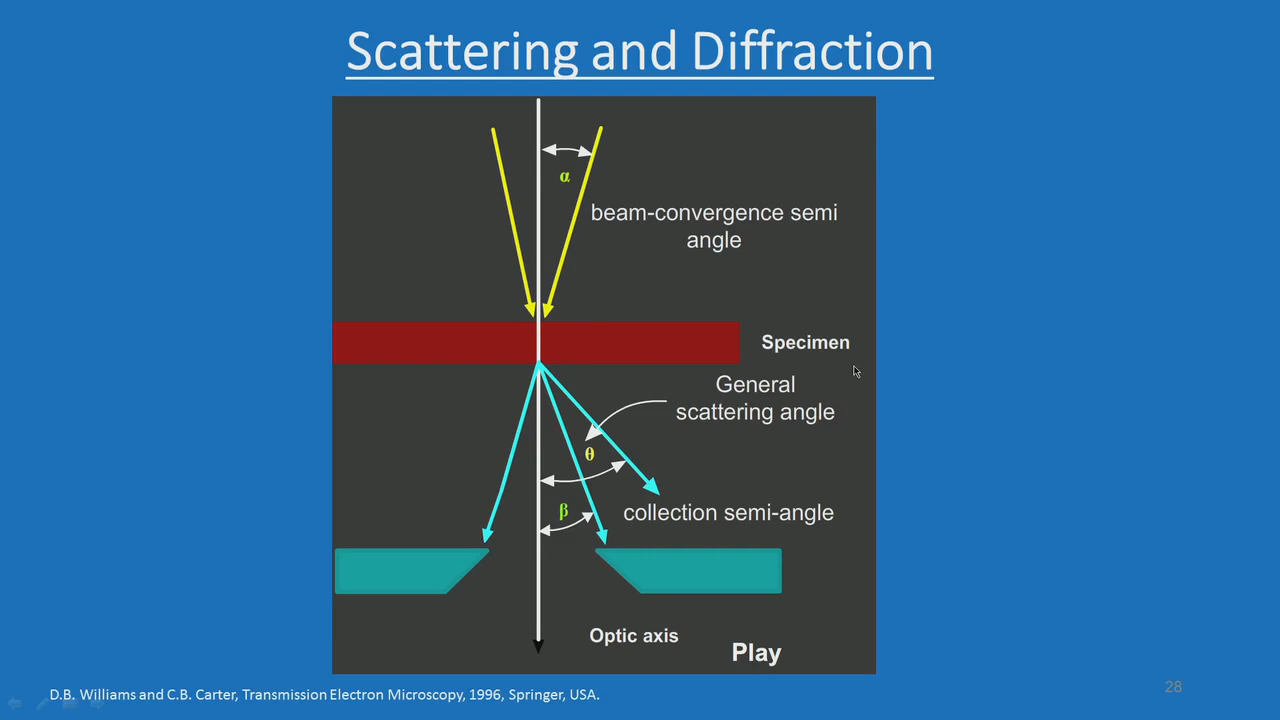 Scattering and Diffraction
α
beam-convergence semi
angle
Specimen
General
scattering angle
θ
β
collection semi-angle
Optic axis
Play
D.B. Williams and C.B. Carter, Transmission Electron Microscopy, 1996, Springer, USA.
28